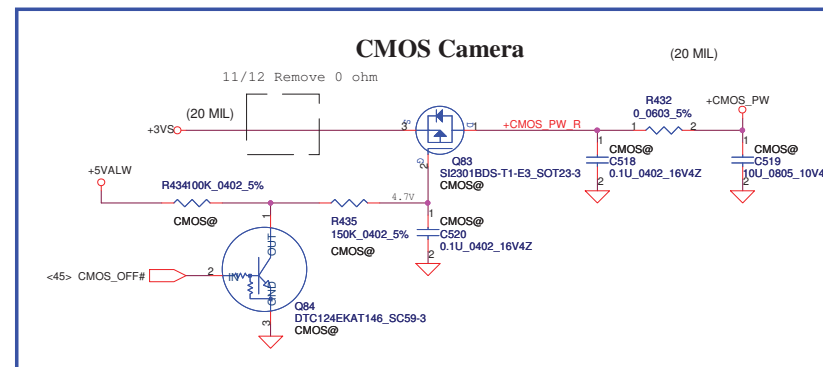 CMOS Camera
(20 MIL)
11/12 Remove 0 ohm
(20 MIL)
+3VS
3
S
D
1
+CMOS_PW_R
R432
0_0603_5%
1
2
+CMOS_PW
G
2
Q83
SI2301BDS-T1-E3_SOT23-3
CMOS@
1
CMOS@
C518
0.1U_0402_16V4Z
2
1
CMOS@
C519
10U_0805_10V4
2
+5VALW
R434100K_0402_5%
CMOS@
4.7V
R435
150K_0402_5%
CMOS@
1
CMOS@
C520
0.1U_0402_16V4Z
2
1
OUT
<45> CMOS_OFF#
2
IN
GND
3
Q84
DTC124EKAT146_SC59-3
CMOS@